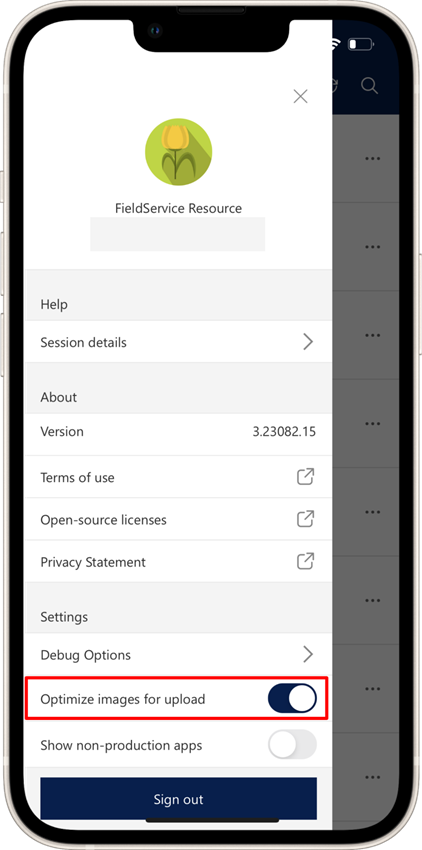 FieldService Resource
Help
Session details
About
Version 3.23082.15
Terms of use
Open-source licenses
Privacy Statement
Settings
Debug Options
Optimize images for upload
Show non-production apps
Sign out